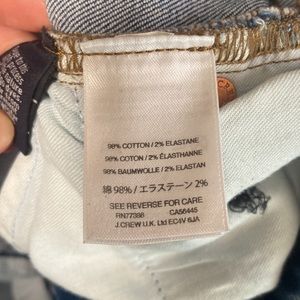 98% COTTON / 2% ELASTANE
98% COTON / 2% ÉLASTHANNE
98% BAUMWOLLE / 2% ELASTAN
綿 98% / エラステーン 2%
SEE REVERSE FOR CARE
RN77388 CA56445
J.CREW U.K. Ltd EC4V 6JA